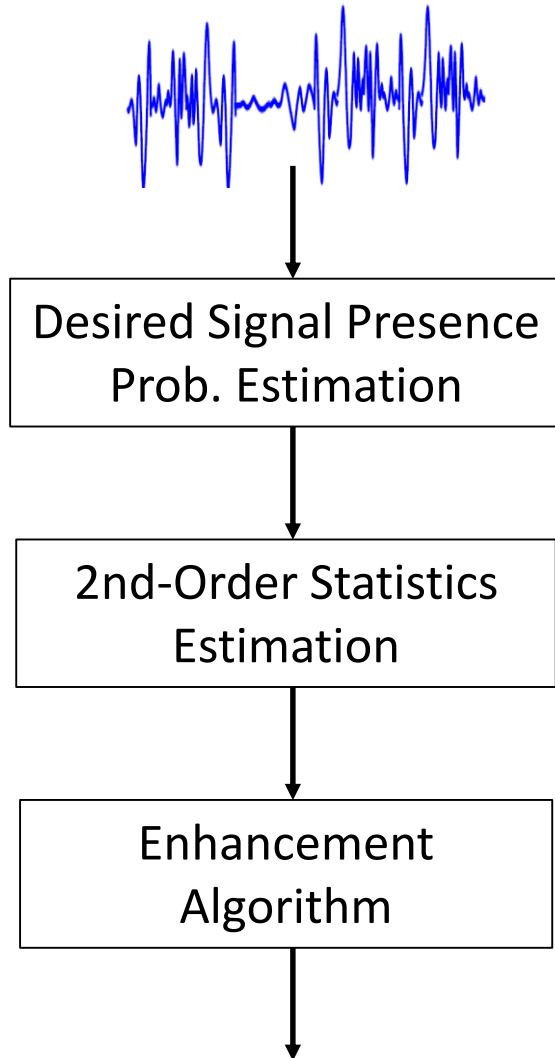 Desired Signal Presence
Prob. Estimation
2nd-Order Statistics
Estimation
Enhancement
Algorithm